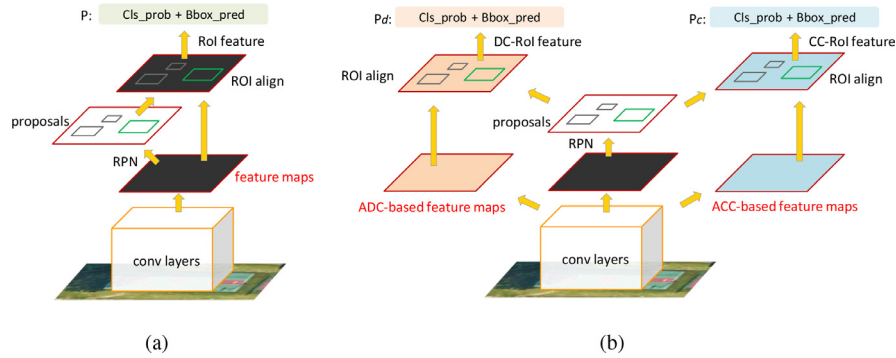 P: Cls_prob + Bbox_pred
RoI feature
ROI align
proposals
RPN
feature maps
conv layers
(a)
Pd: Cls_prob + Bbox_pred
Pc: Cls_prob + Bbox_pred
DC-RoI feature
CC-RoI feature
ROI align
ROI align
proposals
RPN
ADC-based feature maps
ACC-based feature maps
conv layers
(b)